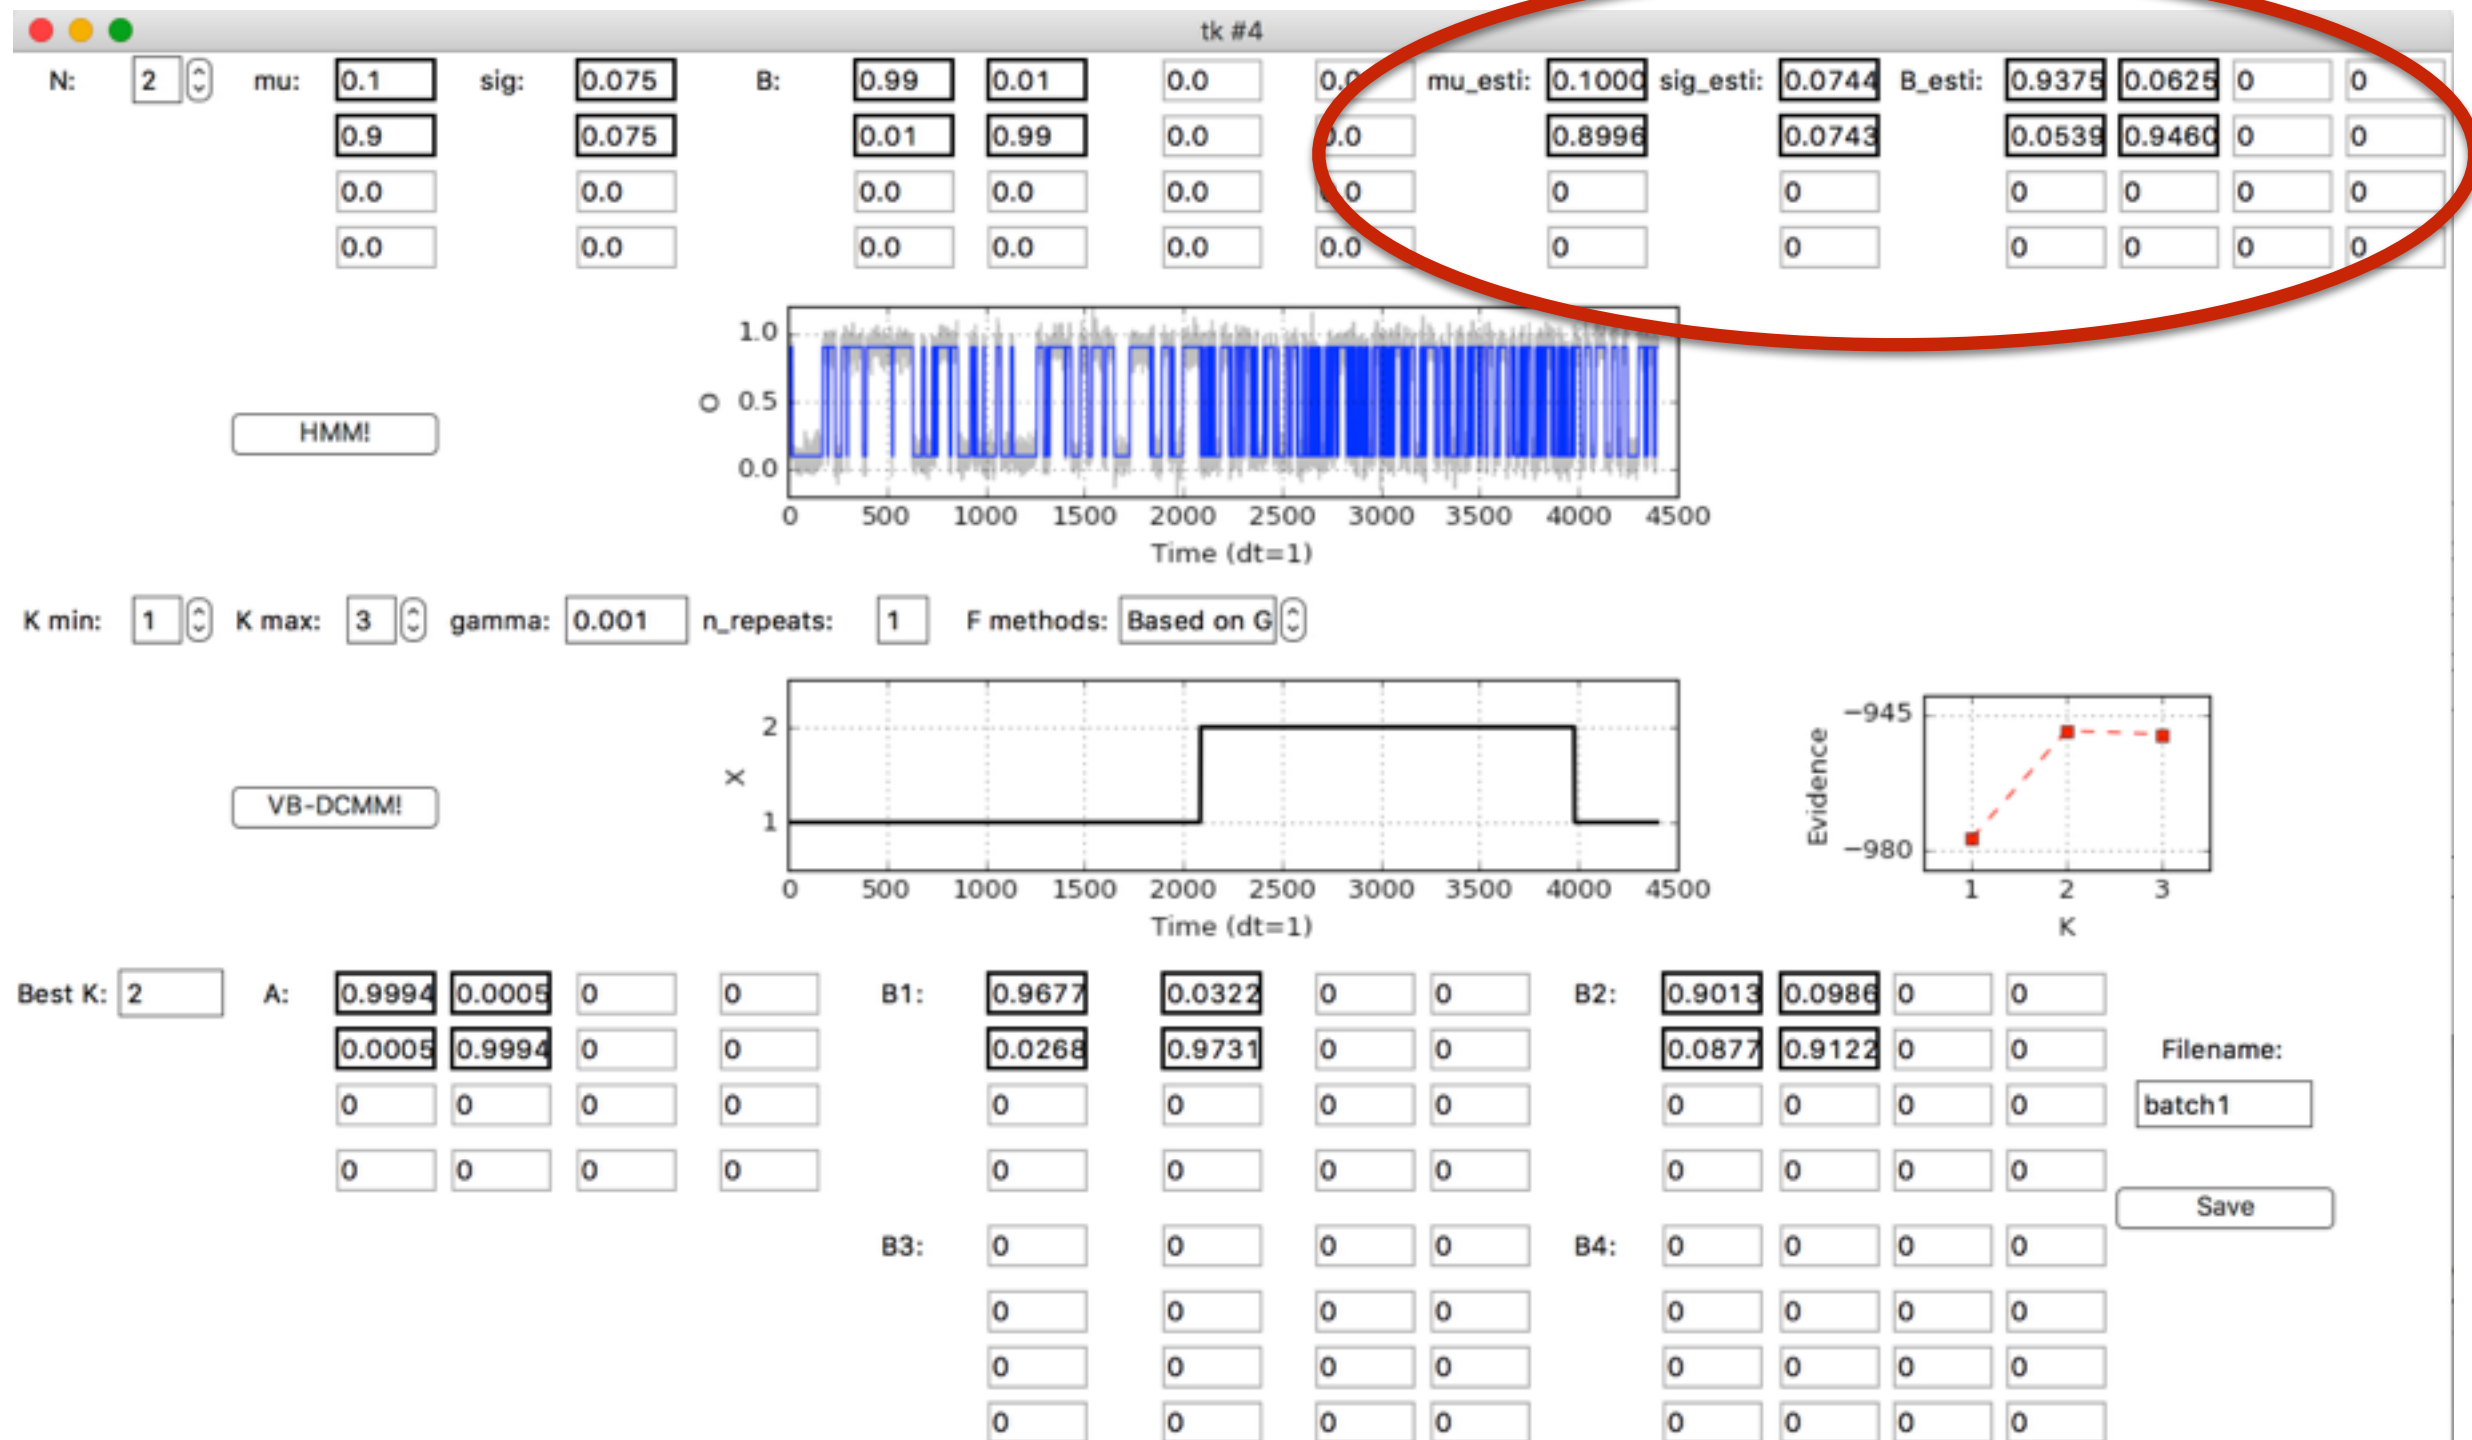 tk #4
N: 2 mu: 0.1 sig: 0.075 B: 0.99 0.01 0.0 0.0 mu_esti: 0.1000 sig_esti: 0.0744 B_esti: 0.9375 0.0625 0 0
0.9 0.075 0.01 0.99 0.0 0.0 0.8996 0.0743 0.0539 0.9460 0 0
0.0 0.0 0.0 0.0 0.0 0.0 0 0 0 0 0 0
0.0 0.0 0.0 0.0 0.0 0.0 0 0 0 0 0 0
1.0
O 0.5
HMM!
0.0
0 500 1000 1500 2000 2500 3000 3500 4000 4500
Time (dt=1)
K min: 1 K max: 3 gamma: 0.001 n_repeats: 1 F methods: Based on G
−945
2
X
Evidence
VB-DCMM!
1
−980
0 500 1000 1500 2000 2500 3000 3500 4000 4500 1 2 3
Time (dt=1) K
Best K: 2 A: 0.9994 0.0005 0 0 B1: 0.9677 0.0322 0 0 B2: 0.9013 0.0986 0 0
0.0005 0.9994 0 0 0.0268 0.9731 0 0 0.0877 0.9122 0 0 Filename:
0 0 0 0 0 0 0 0 0 0 0 0 batch1
0 0 0 0 0 0 0 0 0 0 0 0
Save
B3: 0 0 0 0 B4: 0 0 0 0
0 0 0 0 0 0 0 0
0 0 0 0 0 0 0 0
0 0 0 0 0 0 0 0